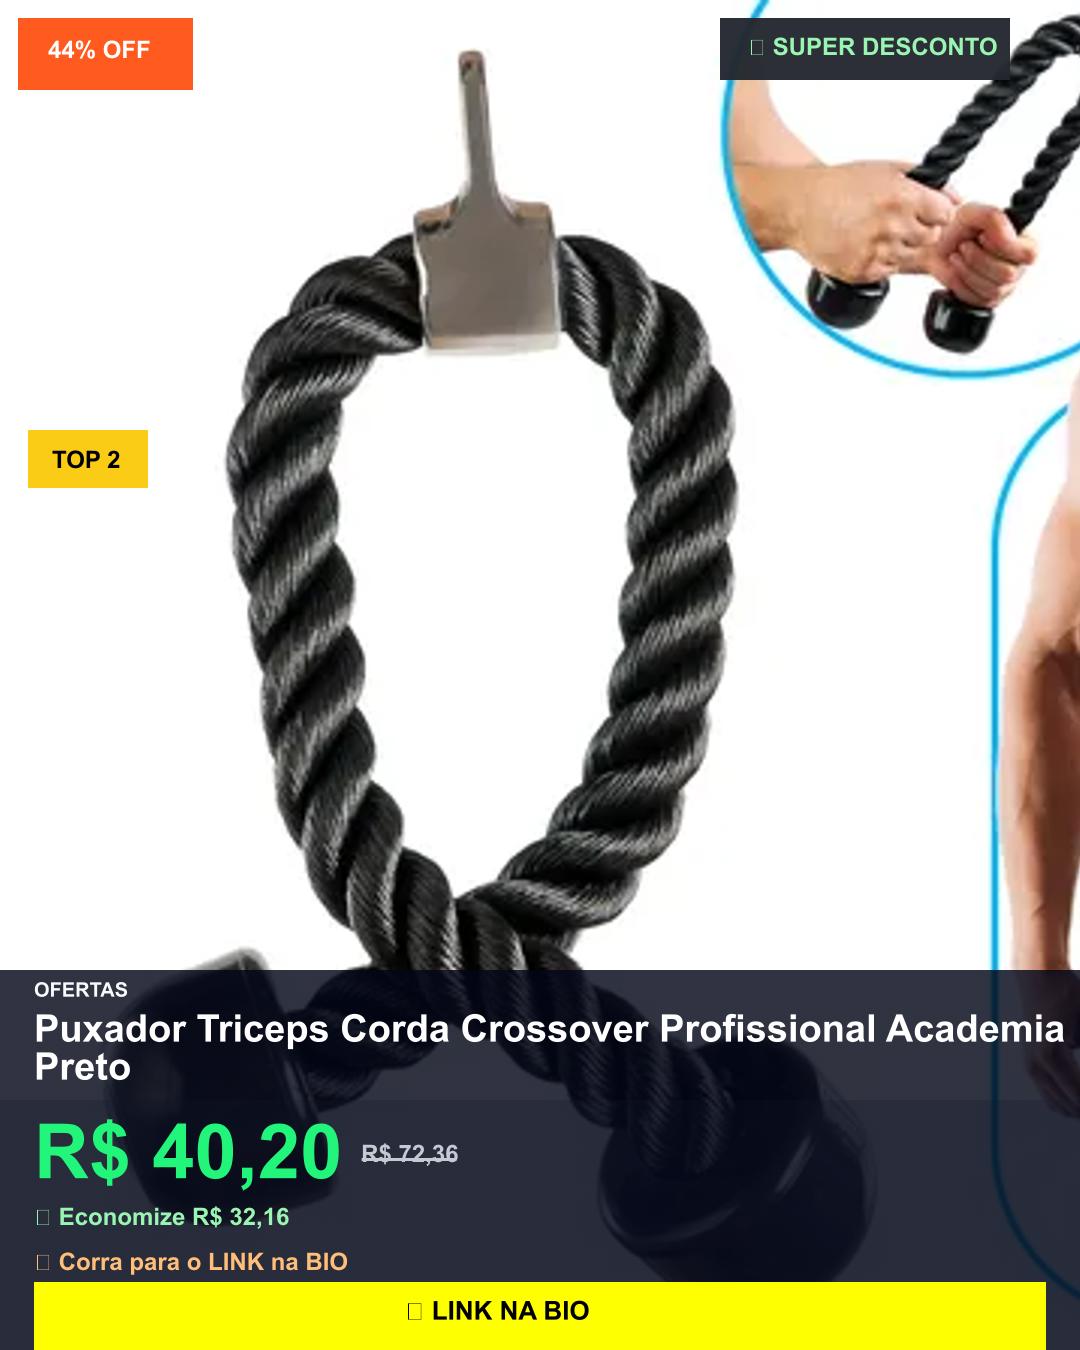 44% OFF
SUPER DESCONTO
TOP 2
OFERTAS
Puxador Triceps Corda Crossover Profissional Academia
Preto
R$ 40,20 R$ 72,36
Economize R$ 32,16
Corra para o LINK na BIO
LINK NA BIO